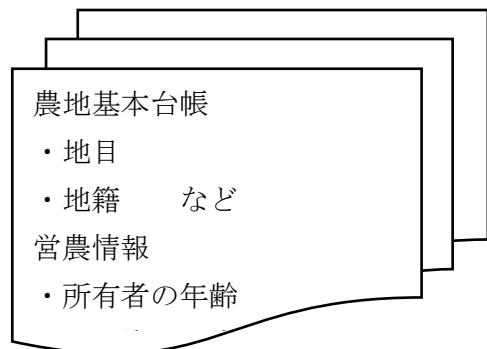 農地基本台帳
・地目
・地籍　　など
営農情報
・所有者の年齢